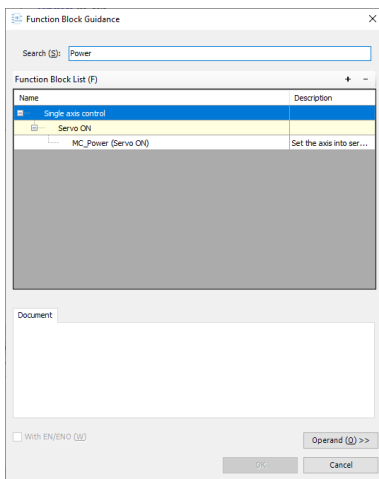 Function Block Guidance
Search (S): Power
Function Block List (F) + -
Name Description
Single axis control
Servo ON
MC_Power (Servo ON) Set the axis into ser...
Document
With EN/ENO (W)
Operand (O) >>
OK Cancel